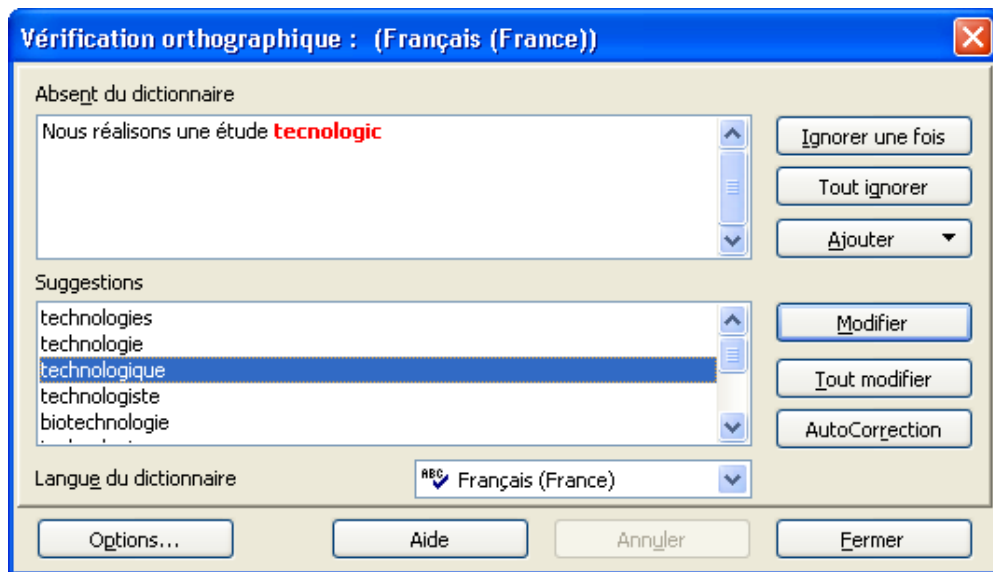 Vérification orthographique : (Français (France))
Absent du dictionnaire
Nous réalisons une étude tecnologic
Ignorer une fois
Tout ignorer
Ajouter
Suggestions
technologies
technologie
technologique
technologiste
biotechnologie
Modifier
Tout modifier
AutoCorrection
Langue du dictionnaire
ABC Français (France)
Options...
Aide
Annuler
Fermer